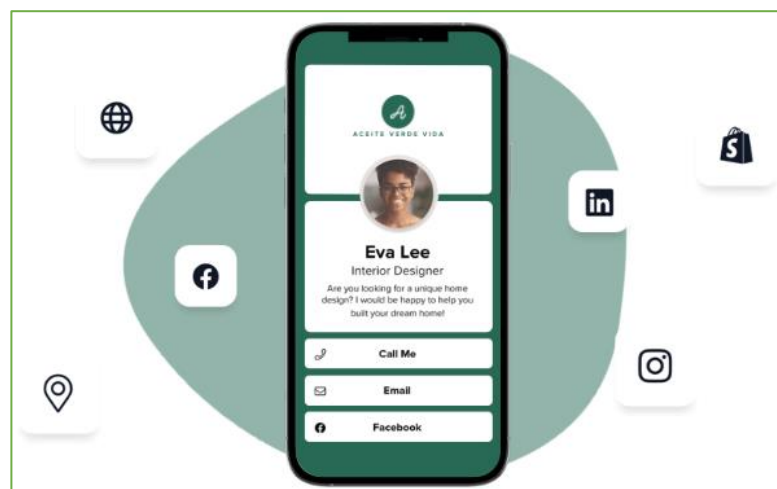 A
ACEITE VERDE VIDA
Eva Lee
Interior Designer
Are you looking for a unique home
design? I would be happy to help you
built your dream home!
Call Me
Email
Facebook